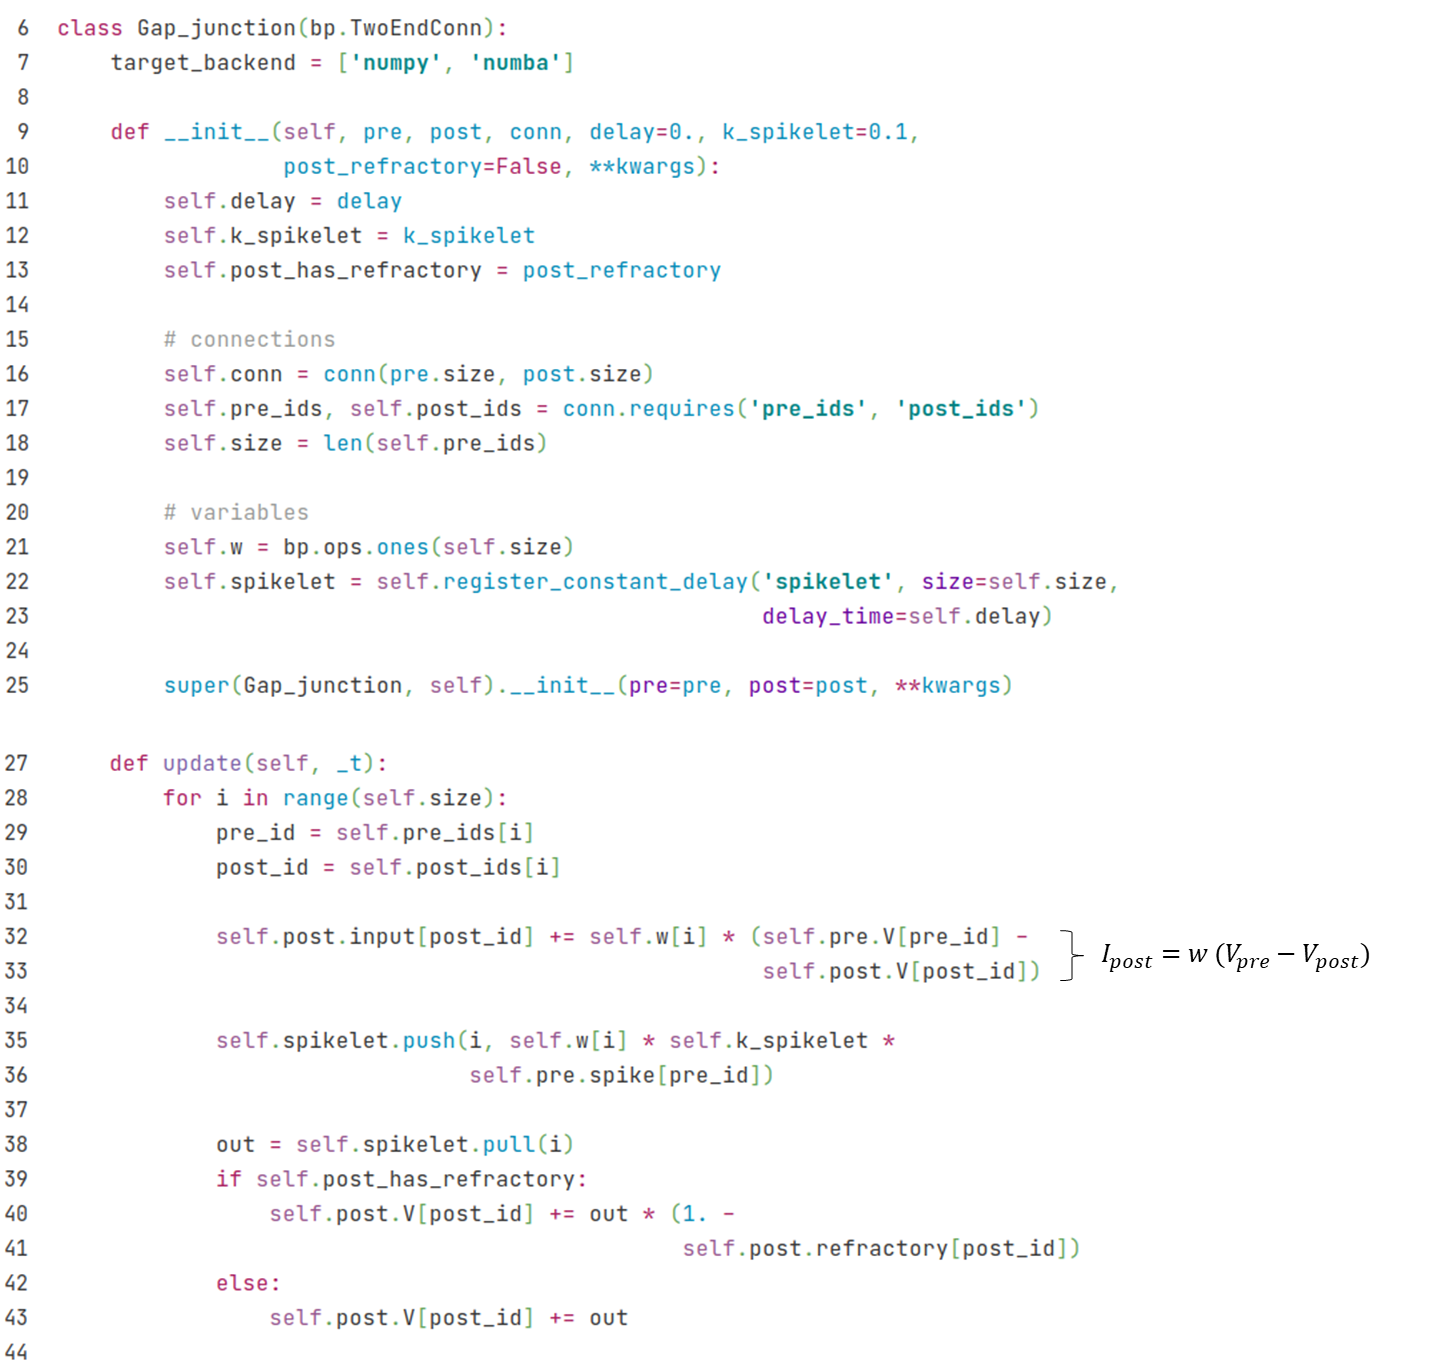 6 class Gap_junction(bp.TwoEndConn):
7     target_backend = ['numpy', 'numba']
8
9     def __init__(self, pre, post, conn, delay=0., k_spikelet=0.1,
10                  post_refractory=False, **kwargs):
11         self.delay = delay
12         self.k_spikelet = k_spikelet
13         self.post_has_refractory = post_refractory
14
15         # connections
16         self.conn = conn(pre.size, post.size)
17         self.pre_ids, self.post_ids = conn.requires('pre_ids', 'post_ids')
18         self.size = len(self.pre_ids)
19
20         # variables
21         self.w = bp.ops.ones(self.size)
22         self.spikelet = self.register_constant_delay('spikelet', size=self.size,
23                                                      delay_time=self.delay)
24
25         super(Gap_junction, self).__init__(pre=pre, post=post, **kwargs)
27     def update(self, _t):
28         for i in range(self.size):
29             pre_id = self.pre_ids[i]
30             post_id = self.post_ids[i]
31
32             self.post.input[post_id] += self.w[i] * (self.pre.V[pre_id] -
33                                                      self.post.V[post_id])
I_post = w (V_pre − V_post)
34
35             self.spikelet.push(i, self.w[i] * self.k_spikelet *
36                                self.pre.spike[pre_id])
37
38             out = self.spikelet.pull(i)
39             if self.post_has_refractory:
40                 self.post.V[post_id] += out * (1. -
41                                                self.post.refractory[post_id])
42             else:
43                 self.post.V[post_id] += out
44